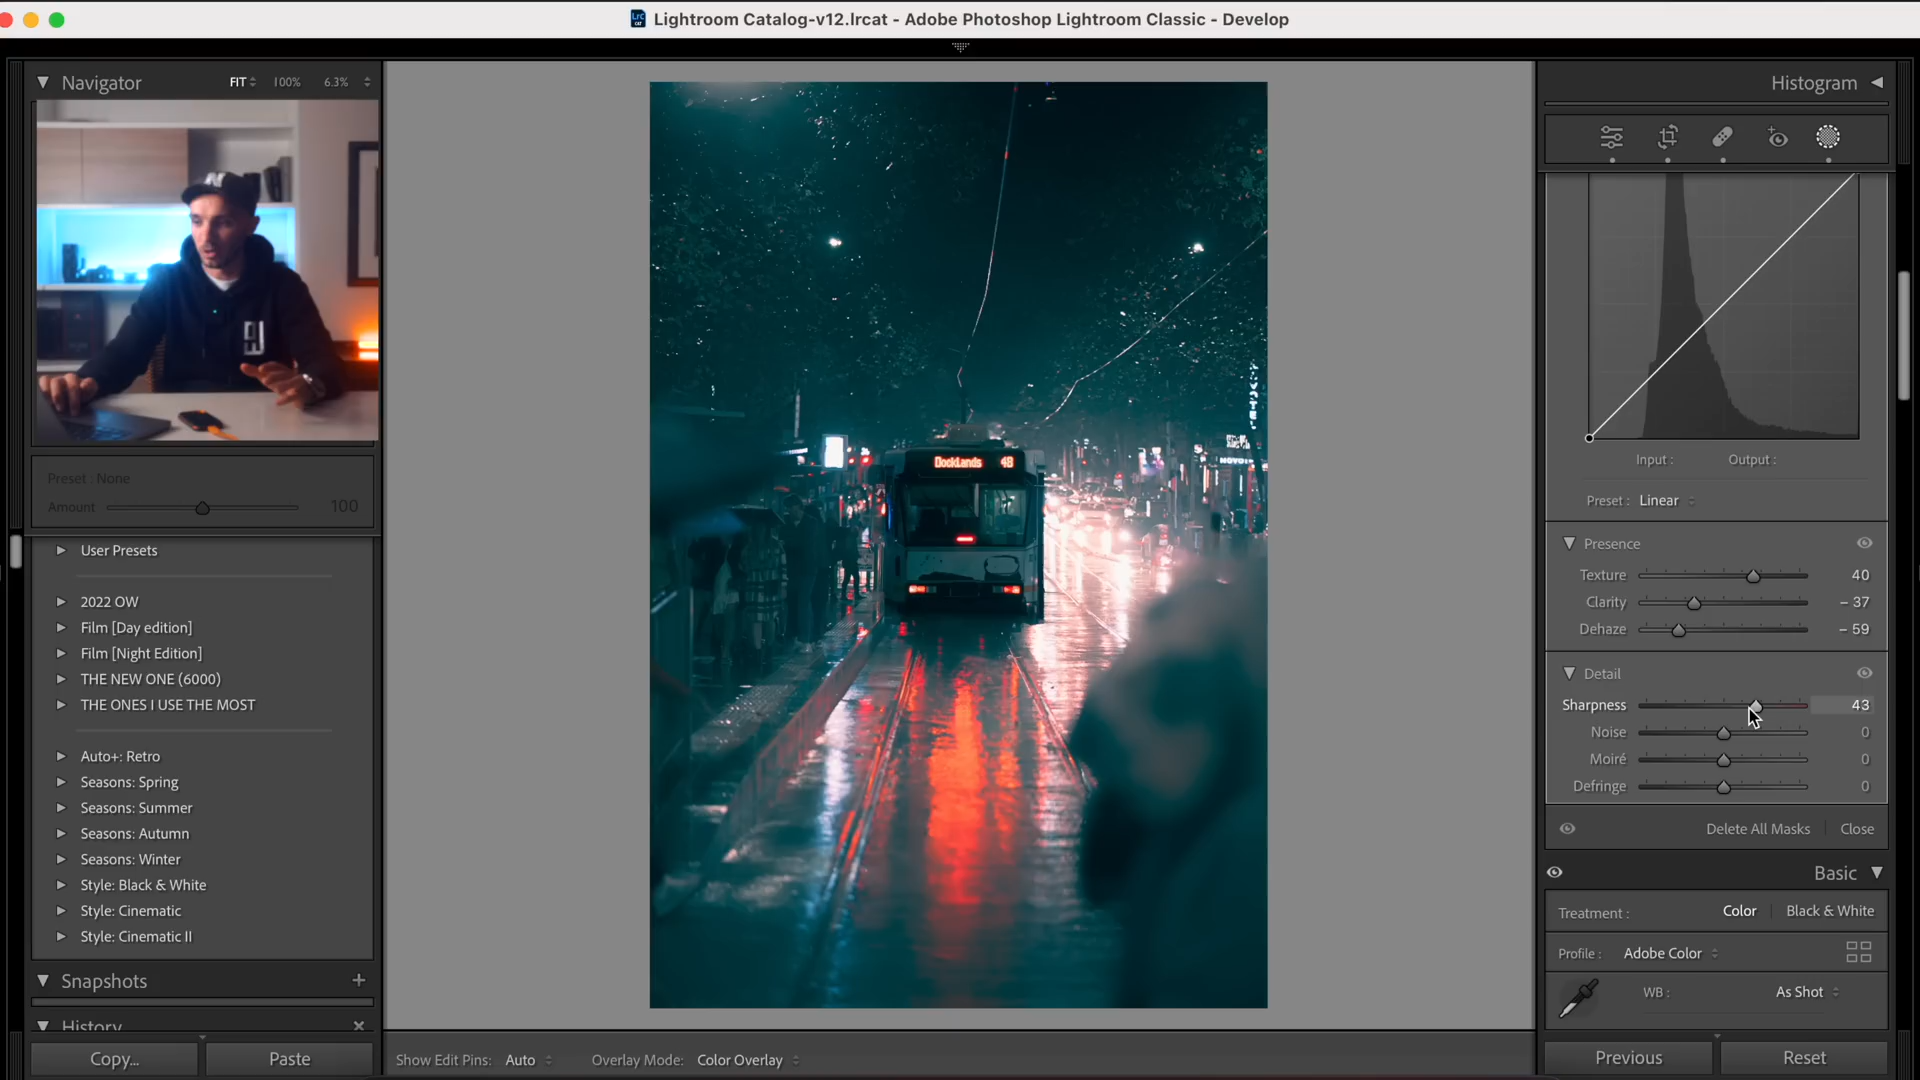 Lightroom Catalog-v12.lrcat - Adobe Photoshop Lightroom Classic - Develop
Navigator
FIT
100%
6.3%
Preset : None
Amount
100
User Presets
2022 OW
Film [Day edition]
Film [Night Edition]
THE NEW ONE (6000)
THE ONES I USE THE MOST
Auto+: Retro
Seasons: Spring
Seasons: Summer
Seasons: Autumn
Seasons: Winter
Style: Black & White
Style: Cinematic
Style: Cinematic II
Snapshots
History
Copy...
Paste
DockLands 48
NOVOTEL
Show Edit Pins: Auto
Overlay Mode: Color Overlay
Histogram
Input :
Output :
Preset : Linear
Presence
Texture 40
Clarity – 37
Dehaze – 59
Detail
Sharpness 43
Noise 0
Moiré 0
Defringe 0
Delete All Masks
Close
Basic
Treatment :
Color
Black & White
Profile : Adobe Color
WB : As Shot
Previous
Reset